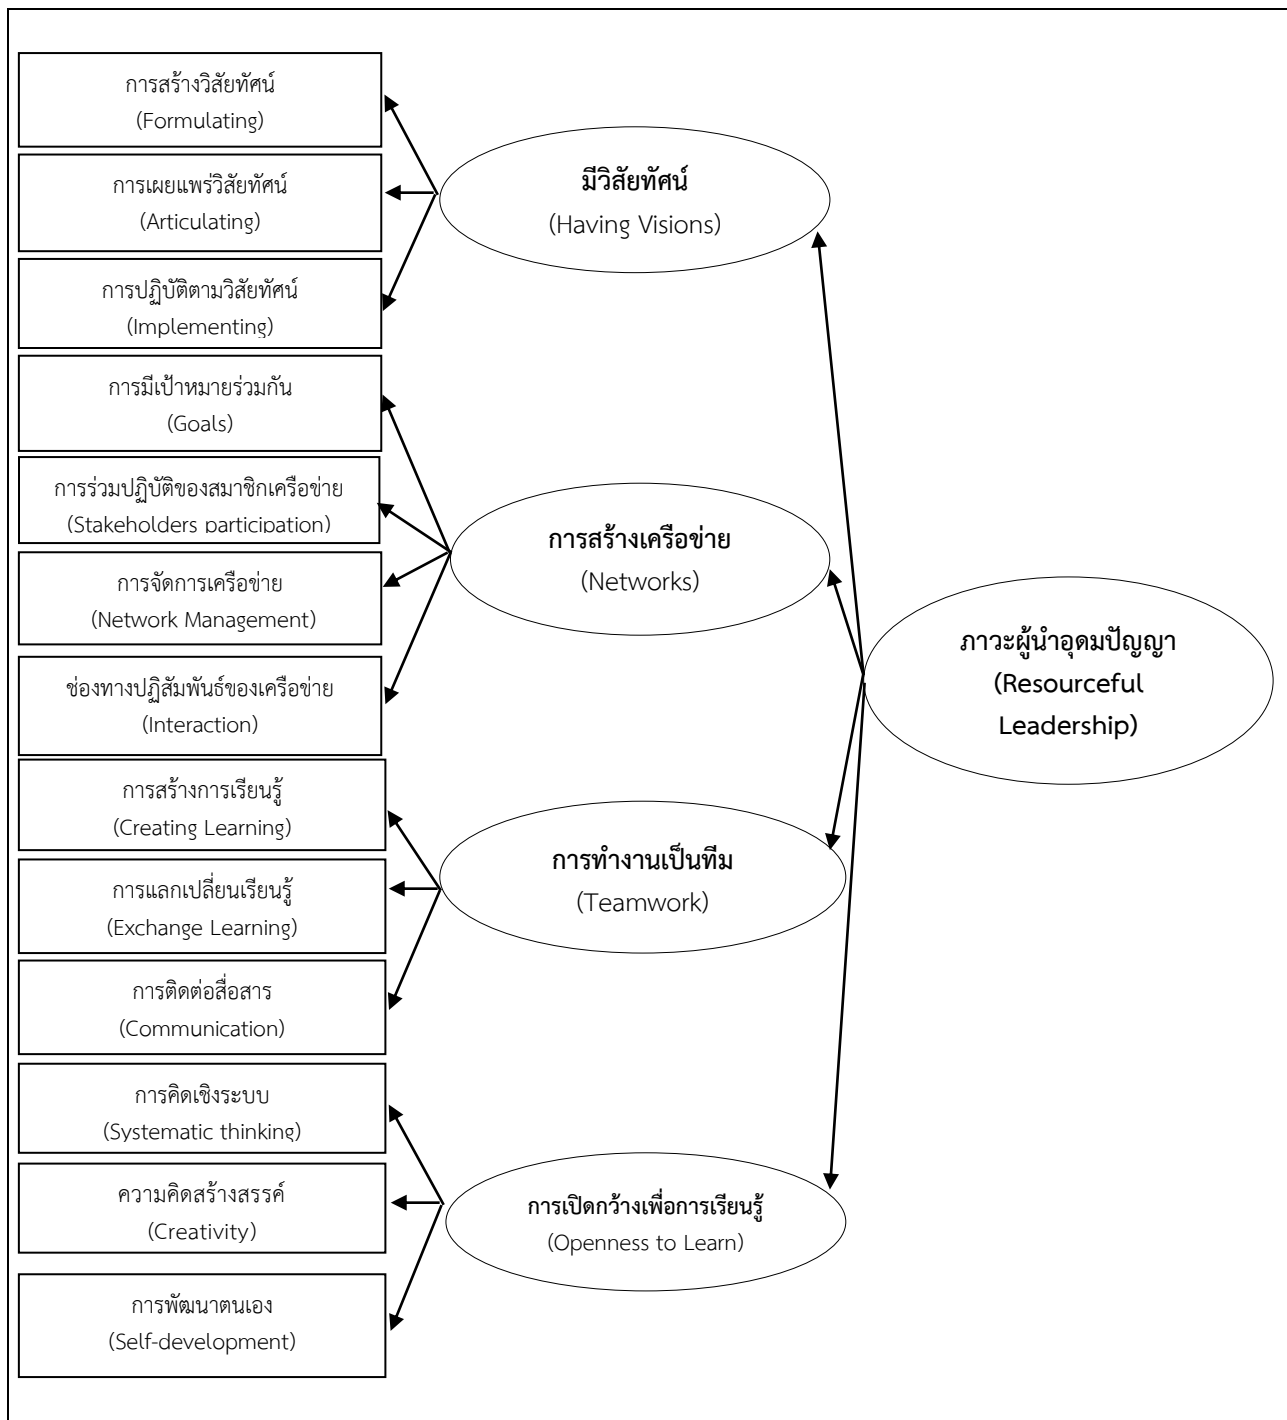 การสร้างวิสัยทัศน์
(Formulating)
การเผยแพร่วิสัยทัศน์
(Articulating)
การปฏิบัติตามวิสัยทัศน์
(Implementing)
การมีเป้าหมายร่วมกัน
(Goals)
การร่วมปฏิบัติของสมาชิกเครือข่าย
(Stakeholders participation)
การจัดการเครือข่าย
(Network Management)
ช่องทางปฏิสัมพันธ์ของเครือข่าย
(Interaction)
การสร้างการเรียนรู้
(Creating Learning)
การแลกเปลี่ยนเรียนรู้
(Exchange Learning)
การติดต่อสื่อสาร
(Communication)
การคิดเชิงระบบ
(Systematic thinking)
ความคิดสร้างสรรค์
(Creativity)
การพัฒนาตนเอง
(Self-development)
มีวิสัยทัศน์
(Having Visions)
การสร้างเครือข่าย
(Networks)
การทำงานเป็นทีม
(Teamwork)
การเปิดกว้างเพื่อการเรียนรู้
(Openness to Learn)
ภาวะผู้นำอุดมปัญญา
(Resourceful
Leadership)